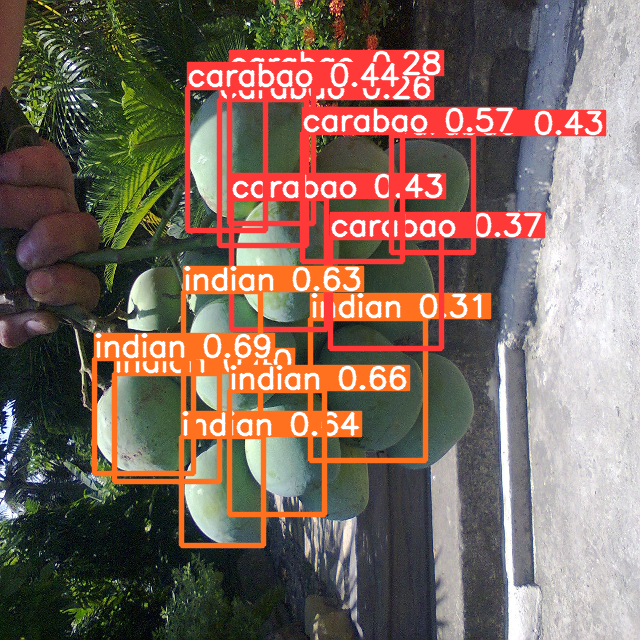 carabao 0.28
carabao 0.44
carabao 0.26
carabao 0.57
0.43
carabao 0.43
carabao 0.37
indian 0.63
indian 0.31
indian 0.69
indian 0.66
indian 0.64